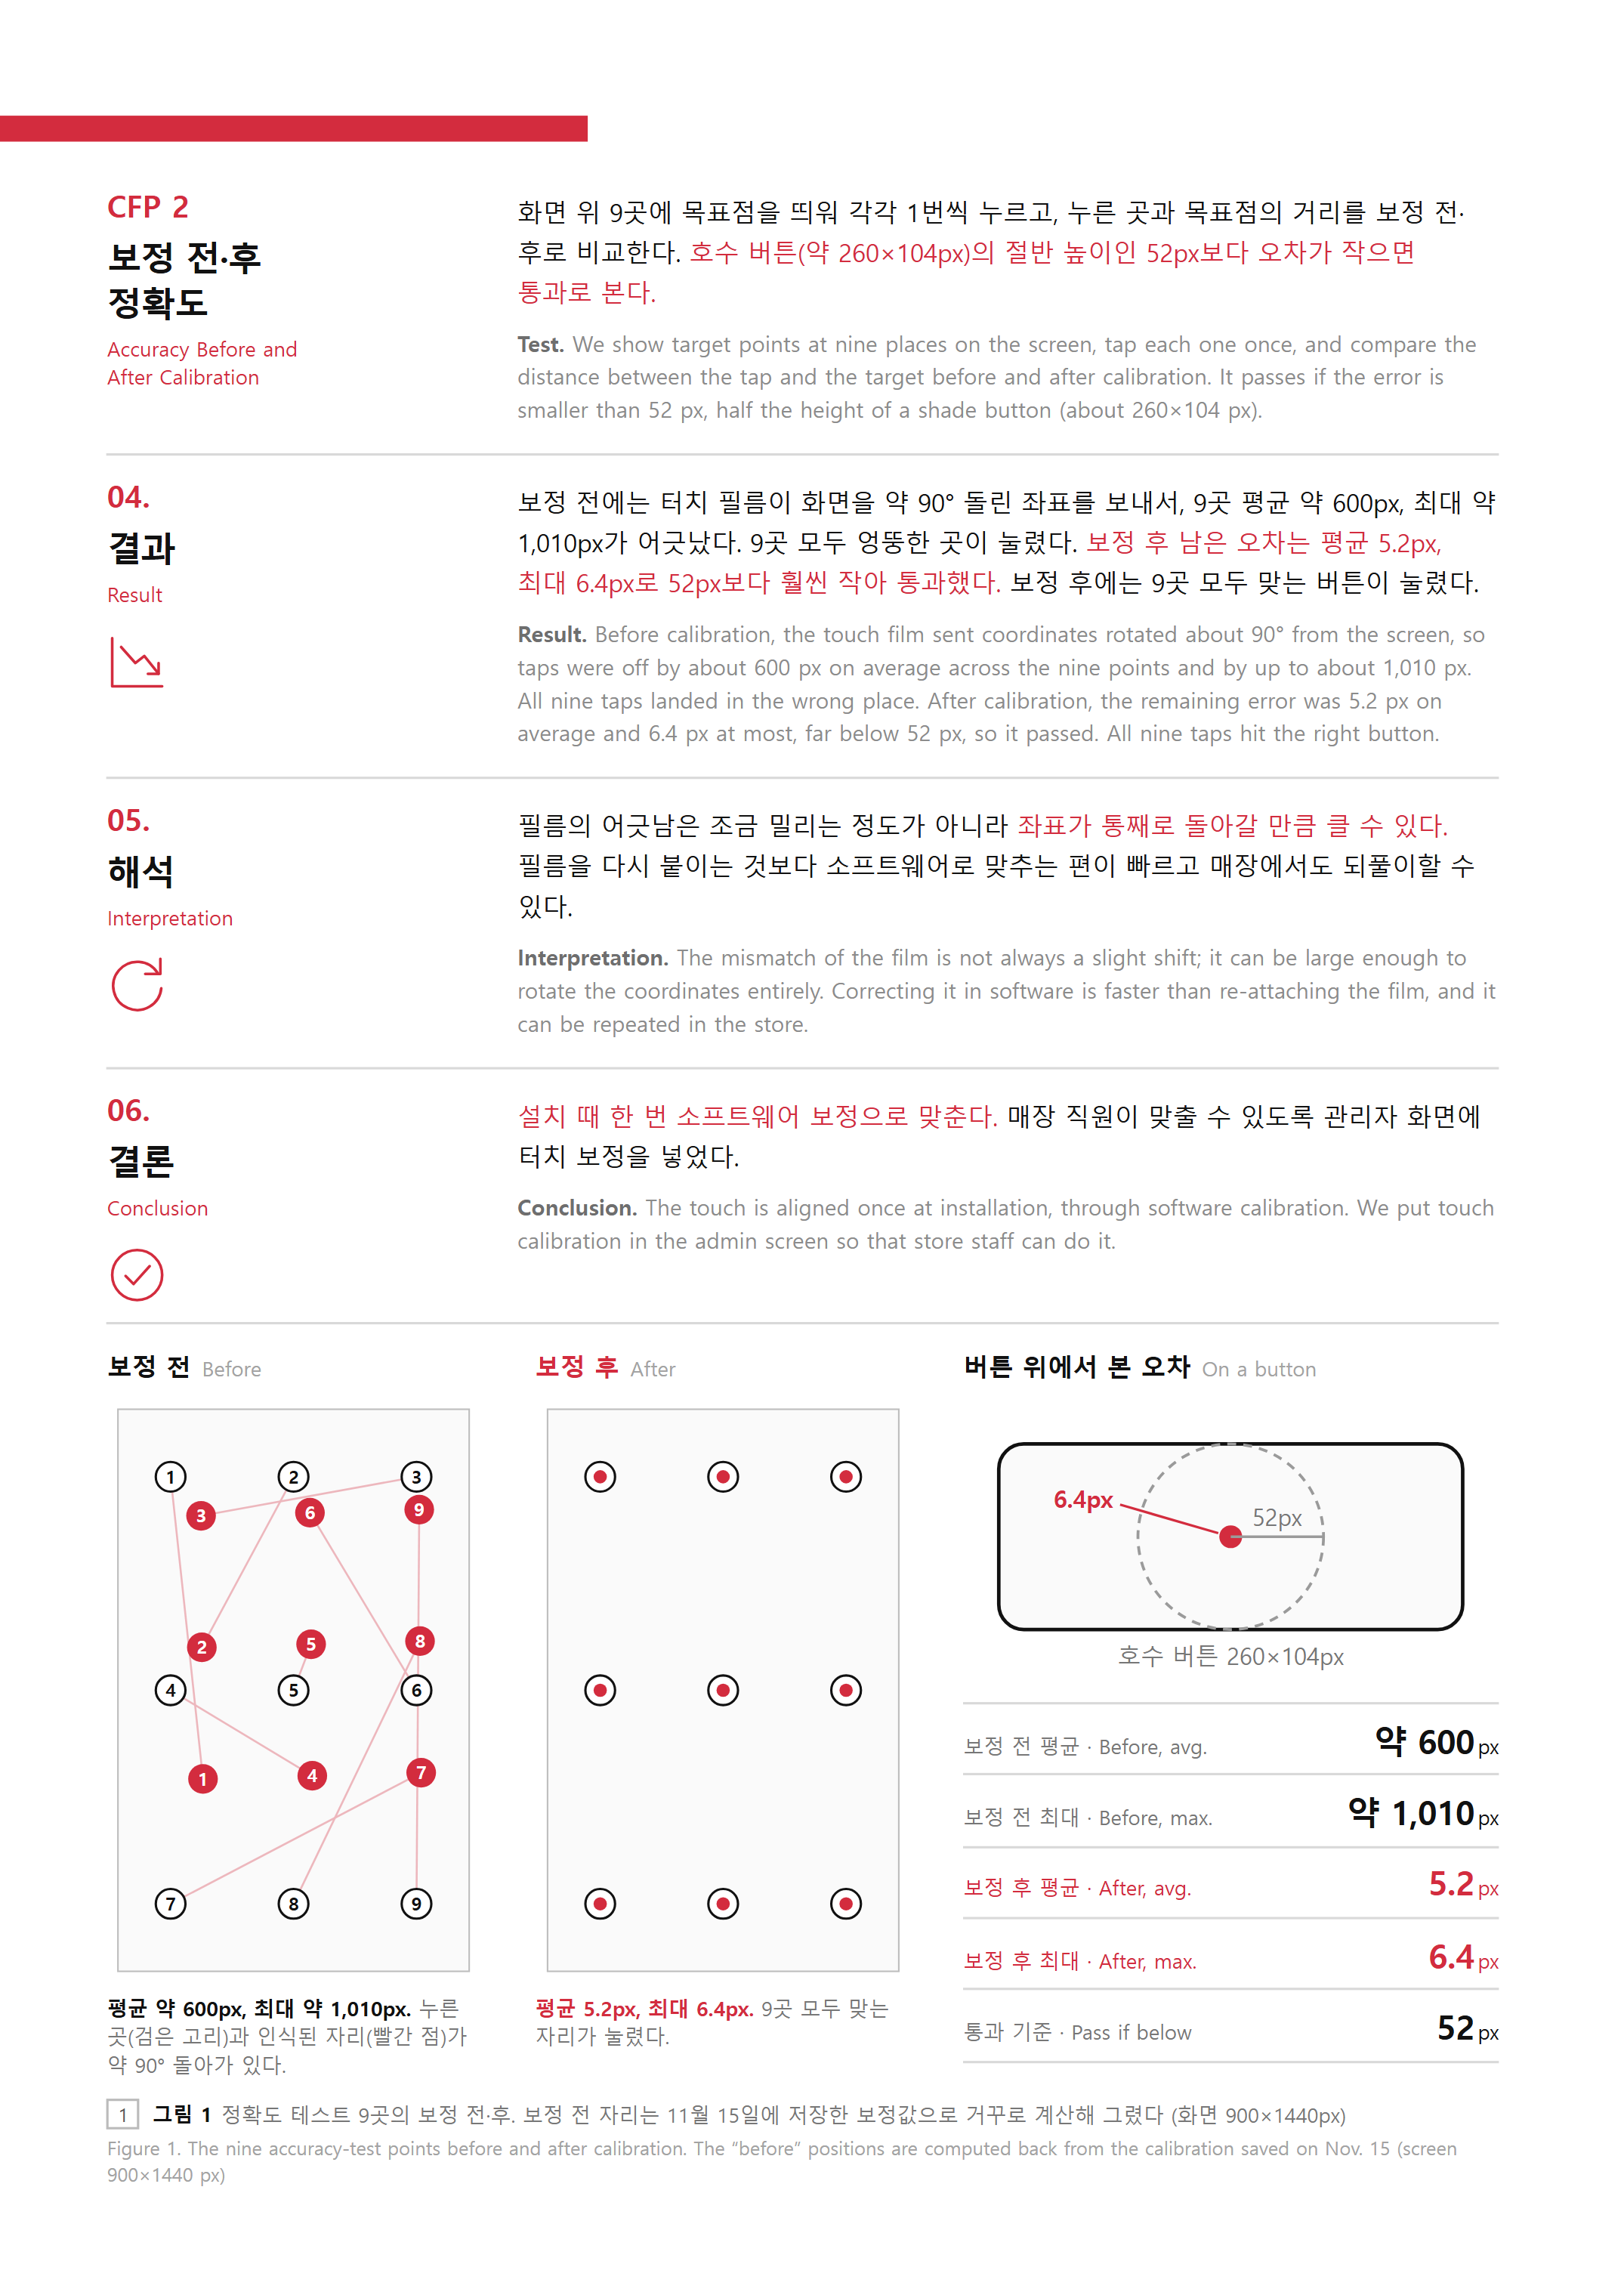 CFP 2
보정 전·후
정확도
Accuracy Before and
After Calibration
화면 위 9곳에 목표점을 띄워 각각 1번씩 누르고, 누른 곳과 목표점의 거리를 보정 전·
후로 비교한다. 호수 버튼(약 260×104px)의 절반 높이인 52px보다 오차가 작으면
통과로 본다.
Test. We show target points at nine places on the screen, tap each one once, and compare the
distance between the tap and the target before and after calibration. It passes if the error is
smaller than 52 px, half the height of a shade button (about 260×104 px).
04.
결과
Result
보정 전에는 터치 필름이 화면을 약 90° 돌린 좌표를 보내서, 9곳 평균 약 600px, 최대 약
1,010px가 어긋났다. 9곳 모두 엉뚱한 곳이 눌렸다. 보정 후 남은 오차는 평균 5.2px,
최대 6.4px로 52px보다 훨씬 작아 통과했다. 보정 후에는 9곳 모두 맞는 버튼이 눌렸다.
Result. Before calibration, the touch film sent coordinates rotated about 90° from the screen, so
taps were off by about 600 px on average across the nine points and by up to about 1,010 px.
All nine taps landed in the wrong place. After calibration, the remaining error was 5.2 px on
average and 6.4 px at most, far below 52 px, so it passed. All nine taps hit the right button.
05.
해석
Interpretation
필름의 어긋남은 조금 밀리는 정도가 아니라 좌표가 통째로 돌아갈 만큼 클 수 있다.
필름을 다시 붙이는 것보다 소프트웨어로 맞추는 편이 빠르고 매장에서도 되풀이할 수
있다.
Interpretation. The mismatch of the film is not always a slight shift; it can be large enough to
rotate the coordinates entirely. Correcting it in software is faster than re-attaching the film, and it
can be repeated in the store.
06.
결론
Conclusion
설치 때 한 번 소프트웨어 보정으로 맞춘다. 매장 직원이 맞출 수 있도록 관리자 화면에
터치 보정을 넣었다.
Conclusion. The touch is aligned once at installation, through software calibration. We put touch
calibration in the admin screen so that store staff can do it.
보정 전 Before
1 2 3
3 6 9
2 5 8
4 5 6
1 4 7
7 8 9
평균 약 600px, 최대 약 1,010px. 누른
곳(검은 고리)과 인식된 자리(빨간 점)가
약 90° 돌아가 있다.
보정 후 After
평균 5.2px, 최대 6.4px. 9곳 모두 맞는
자리가 눌렸다.
버튼 위에서 본 오차 On a button
6.4px
52px
호수 버튼 260×104px
보정 전 평균 · Before, avg. 약 600 px
보정 전 최대 · Before, max. 약 1,010 px
보정 후 평균 · After, avg. 5.2 px
보정 후 최대 · After, max. 6.4 px
통과 기준 · Pass if below 52 px
1 그림 1 정확도 테스트 9곳의 보정 전·후. 보정 전 자리는 11월 15일에 저장한 보정값으로 거꾸로 계산해 그렸다 (화면 900×1440px)
Figure 1. The nine accuracy-test points before and after calibration. The “before” positions are computed back from the calibration saved on Nov. 15 (screen
900×1440 px)